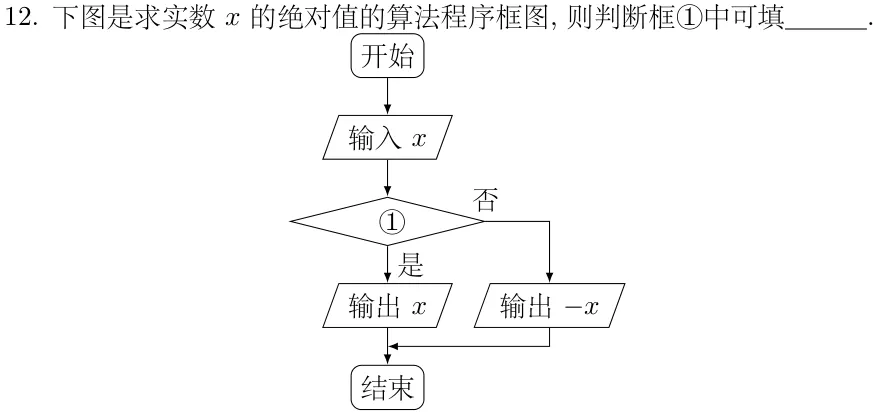 12. 下图是求实数 x 的绝对值的算法程序框图, 则判断框①中可填______.
开始
输入 x
否
①
是
输出 x 输出 −x
结束